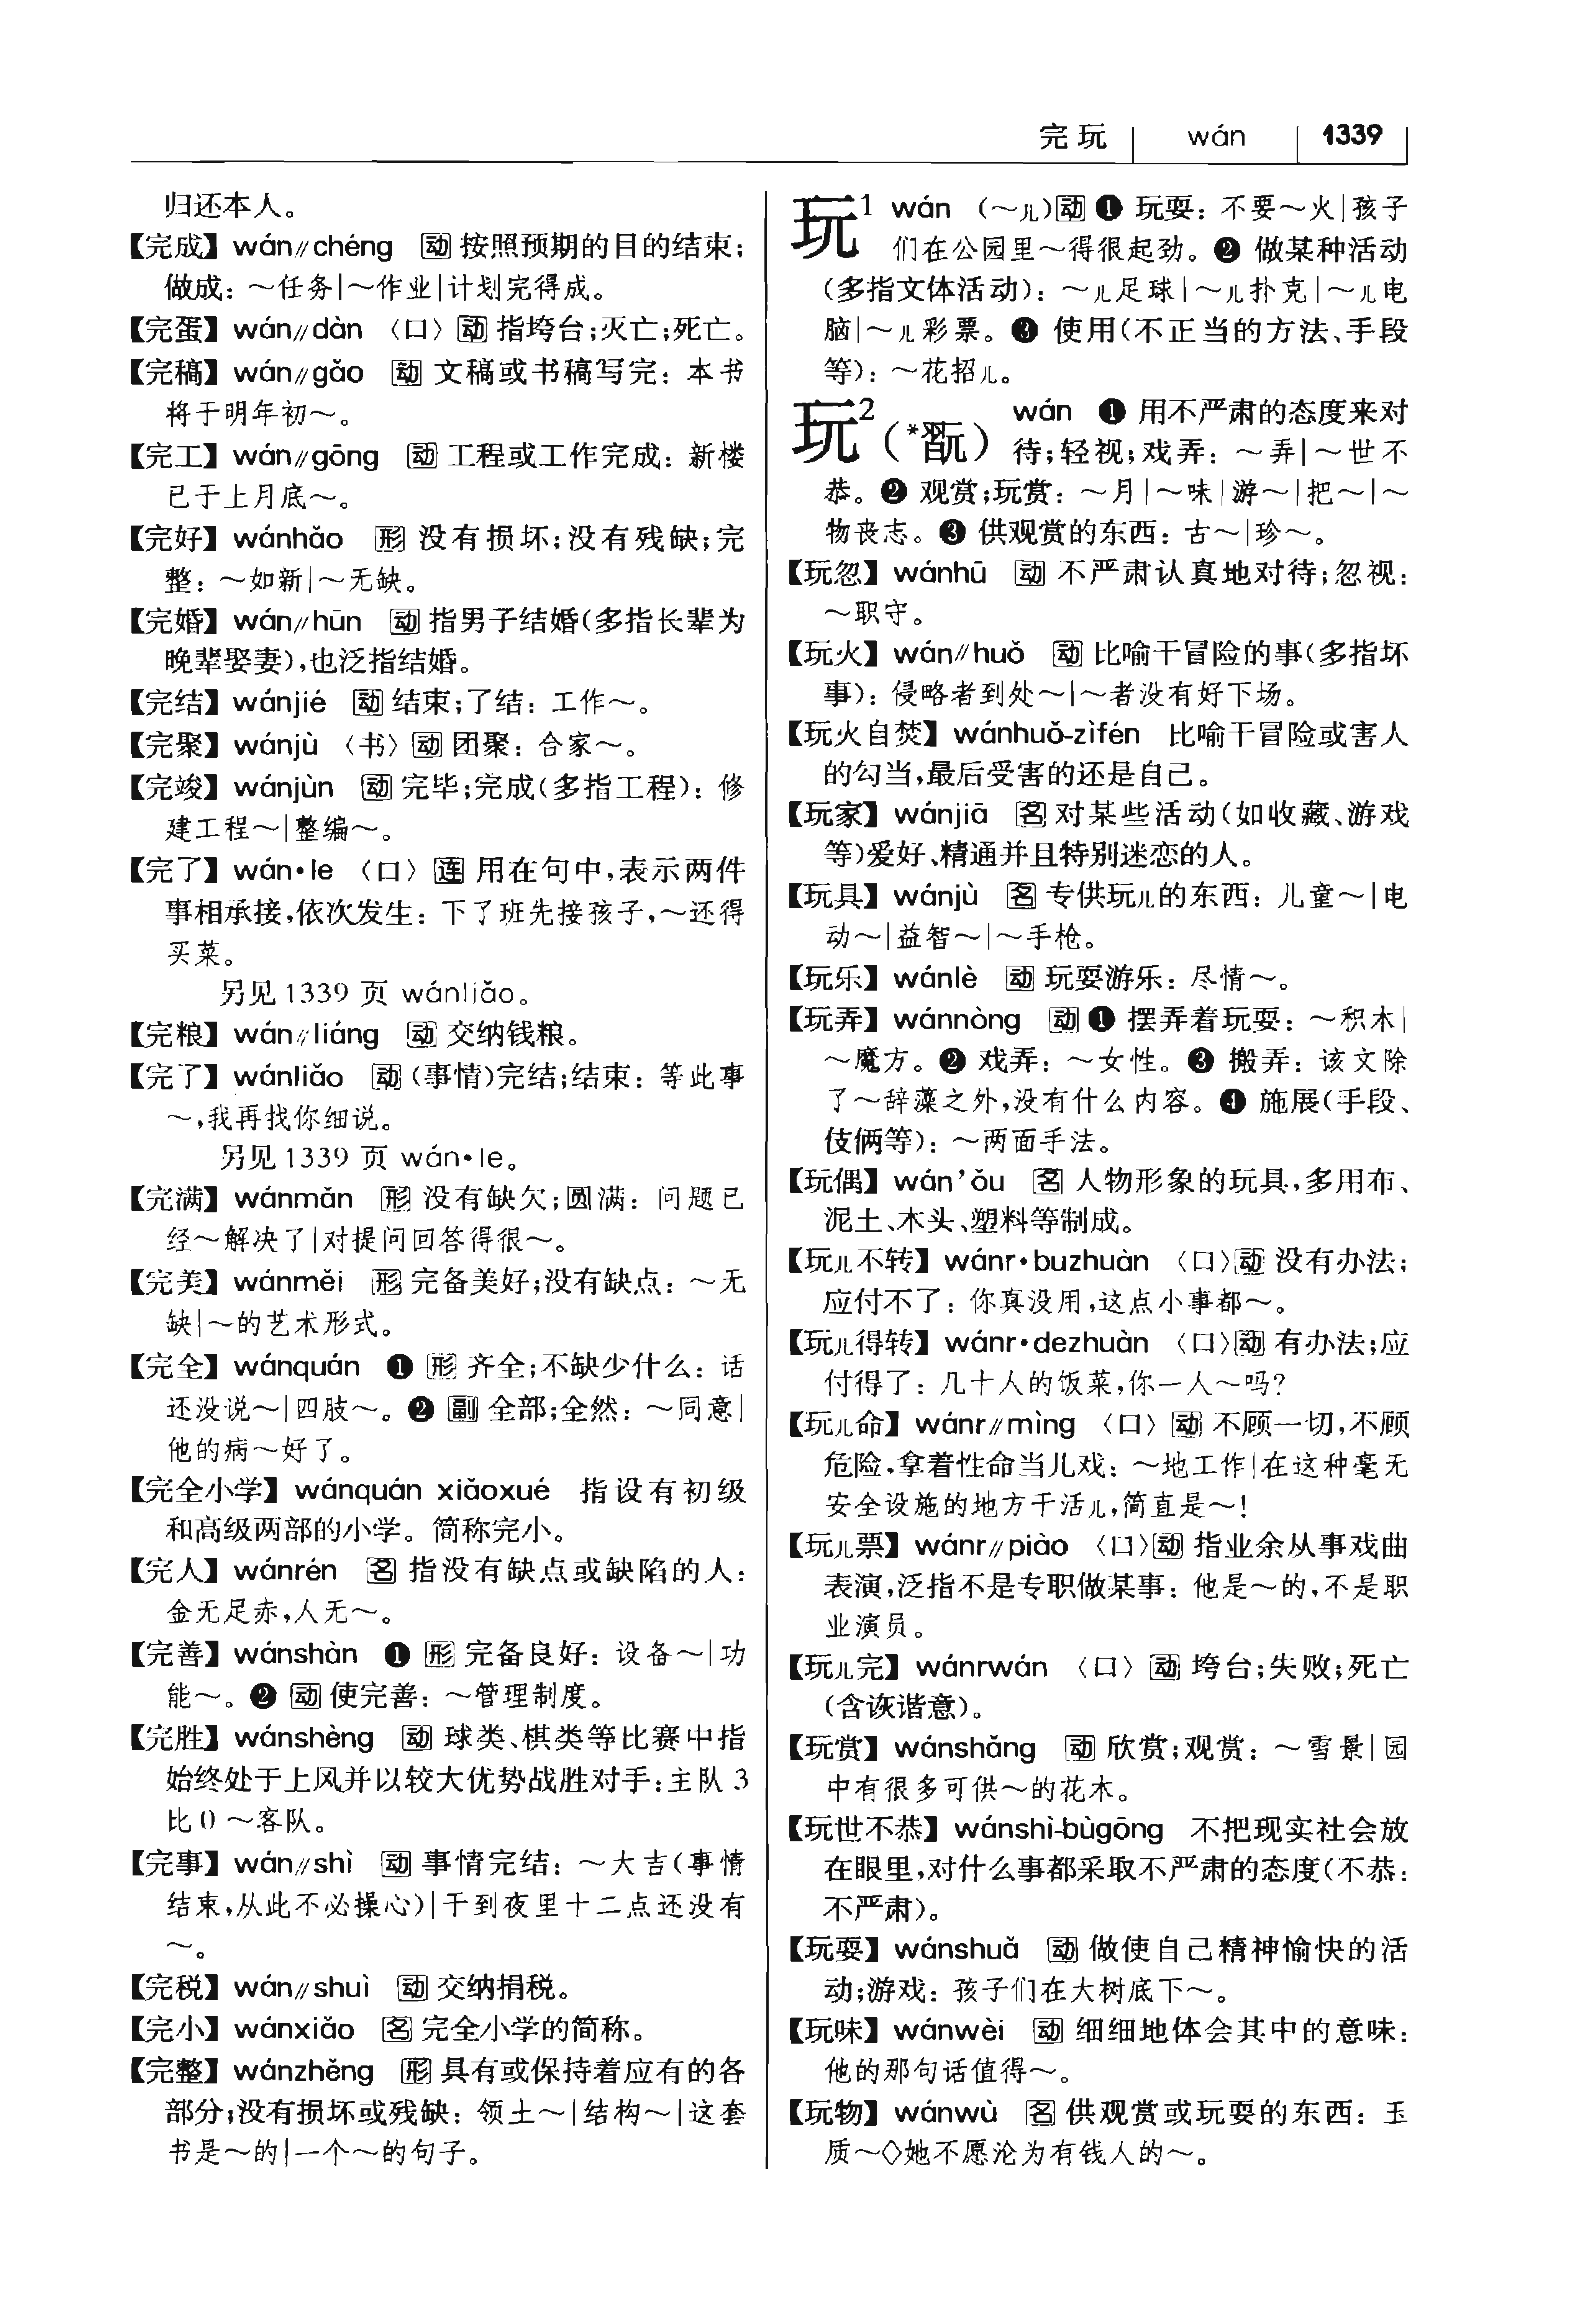 完 玩 wán 1339
归还本人。
【完成】wán∥chéng 动 按照预期的目的结束;
做成：～任务|～作业|计划完得成。
【完蛋】wán∥dàn 〈口〉动 指垮台;灭亡;死亡。
【完稿】wán∥gǎo 动 文稿或书稿写完：本书
将于明年初～。
【完工】wán∥gōng 动 工程或工作完成：新楼
已于上月底～。
【完好】wánhǎo 形 没有损坏;没有残缺;完
整：～如新|～无缺。
【完婚】wán∥hūn 动 指男子结婚(多指长辈为
晚辈娶妻),也泛指结婚。
【完结】wánjié 动 结束;了结：工作～。
【完聚】wánjù 〈书〉动 团聚：合家～。
【完竣】wánjùn 动 完毕;完成(多指工程)：修
建工程～|整编～。
【完了】wán•le 〈口〉连 用在句中,表示两件
事相承接,依次发生：下了班先接孩子,～还得
买菜。
另见1339 页 wánliǎo。
【完粮】wán∥liáng 动 交纳钱粮。
【完了】wánliǎo 动 (事情)完结;结束：等此事
～,我再找你细说。
另见1339 页 wán•le。
【完满】wánmǎn 形 没有缺欠;圆满：问题已
经～解决了|对提问回答得很～。
【完美】wánměi 形 完备美好;没有缺点：～无
缺|～的艺术形式。
【完全】wánquán ❶ 形 齐全;不缺少什么：话
还没说～|四肢～。❷ 副 全部;全然：～同意|
他的病～好了。
【完全小学】wánquán xiǎoxué 指设有初级
和高级两部的小学。简称完小。
【完人】wánrén 名 指没有缺点或缺陷的人：
金无足赤,人无～。
【完善】wánshàn ❶ 形 完备良好：设备～|功
能～。❷ 动 使完善：～管理制度。
【完胜】wánshèng 动 球类、棋类等比赛中指
始终处于上风并以较大优势战胜对手：主队 3
比 0 ～客队。
【完事】wán∥shì 动 事情完结：～大吉(事情
结束,从此不必操心)|干到夜里十二点还没有
～。
【完税】wán∥shuì 动 交纳捐税。
【完小】wánxiǎo 名 完全小学的简称。
【完整】wánzhěng 形 具有或保持着应有的各
部分;没有损坏或残缺：领土～|结构～|这套
书是～的|一个～的句子。
玩1 wán (～儿)动 ❶ 玩耍：不要～火|孩子
们在公园里～得很起劲。❷ 做某种活动
(多指文体活动)：～儿足球|～儿扑克|～儿电
脑|～儿彩票。❸ 使用(不正当的方法、手段
等)：～花招儿。
玩2(*翫) wán ❶ 用不严肃的态度来对
待;轻视;戏弄：～弄|～世不
恭。❷ 观赏;玩赏：～月|～味|游～|把～|～
物丧志。❸ 供观赏的东西：古～|珍～。
【玩忽】wánhū 动 不严肃认真地对待;忽视：
～职守。
【玩火】wán∥huǒ 动 比喻干冒险的事(多指坏
事)：侵略者到处～|～者没有好下场。
【玩火自焚】wánhuǒ-zìfén 比喻干冒险或害人
的勾当,最后受害的还是自己。
【玩家】wánjiā 名 对某些活动(如收藏、游戏
等)爱好、精通并且特别迷恋的人。
【玩具】wánjù 名 专供玩儿的东西：儿童～|电
动～|益智～|～手枪。
【玩乐】wánlè 动 玩耍游乐：尽情～。
【玩弄】wánnòng 动 ❶ 摆弄着玩耍：～积木|
～魔方。❷ 戏弄：～女性。❸ 搬弄：该文除
了～辞藻之外,没有什么内容。❹ 施展(手段、
伎俩等)：～两面手法。
【玩偶】wán’ǒu 名 人物形象的玩具,多用布、
泥土、木头、塑料等制成。
【玩儿不转】wánr•buzhuàn 〈口〉动 没有办法;
应付不了：你真没用,这点小事都～。
【玩儿得转】wánr•dezhuàn 〈口〉动 有办法;应
付得了：几十人的饭菜,你一人～吗?
【玩儿命】wánr∥mìng 〈口〉动 不顾一切,不顾
危险,拿着性命当儿戏：～地工作|在这种毫无
安全设施的地方干活儿,简直是～!
【玩儿票】wánr∥piào 〈口〉动 指业余从事戏曲
表演,泛指不是专职做某事：他是～的,不是职
业演员。
【玩儿完】wánrwán 〈口〉动 垮台;失败;死亡
(含诙谐意)。
【玩赏】wánshǎng 动 欣赏;观赏：～雪景|园
中有很多可供～的花木。
【玩世不恭】wánshì-bùgōng 不把现实社会放
在眼里,对什么事都采取不严肃的态度(不恭：
不严肃)。
【玩耍】wánshuǎ 动 做使自己精神愉快的活
动;游戏：孩子们在大树底下～。
【玩味】wánwèi 动 细细地体会其中的意味：
他的那句话值得～。
【玩物】wánwù 名 供观赏或玩耍的东西：玉
质～◇她不愿沦为有钱人的～。